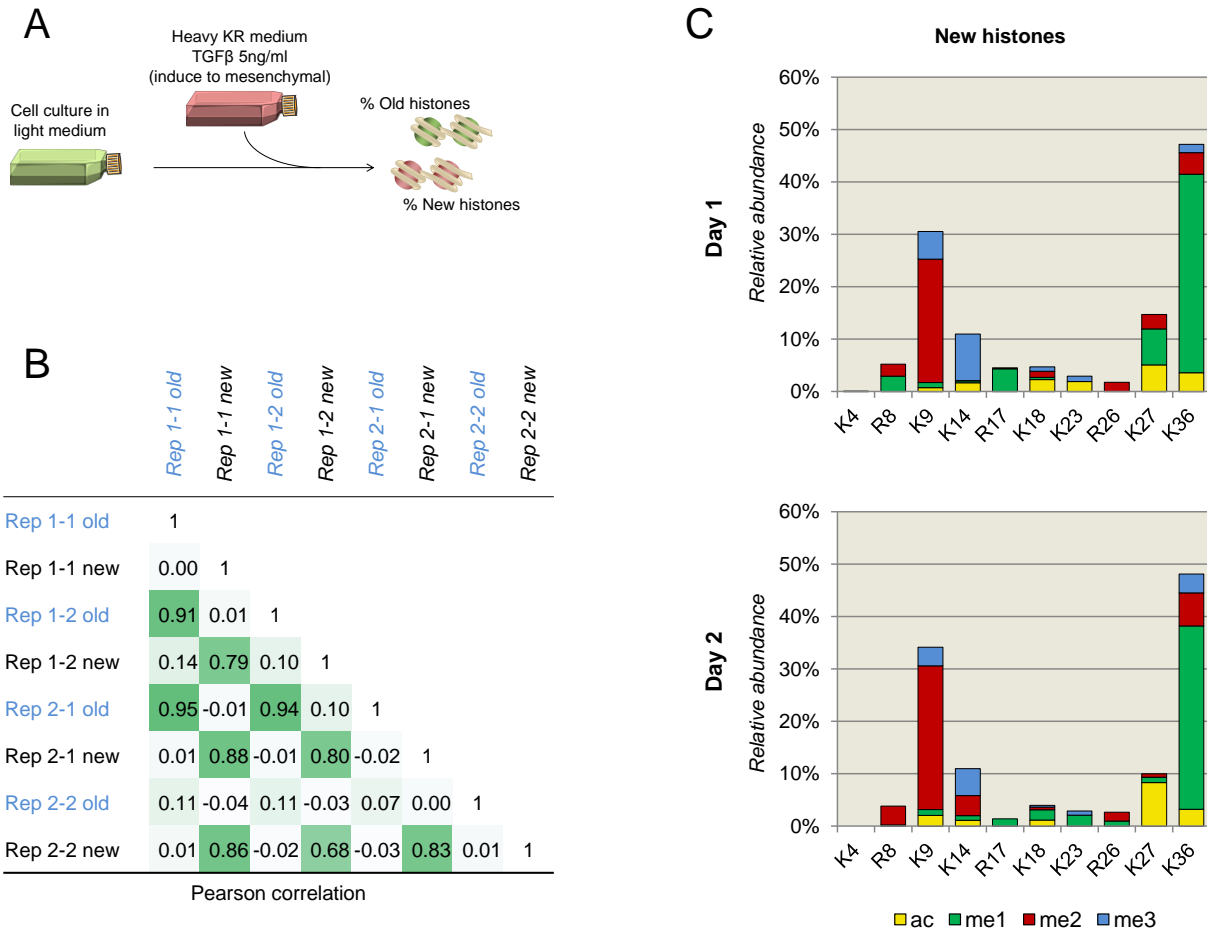 A
Heavy KR medium
TGFβ 5ng/ml
(induce to mesenchymal)
Cell culture in
light medium
% Old histones
% New histones
B
Rep 1-1 old
Rep 1-1 new
Rep 1-2 old
Rep 1-2 new
Rep 2-1 old
Rep 2-1 new
Rep 2-2 old
Rep 2-2 new
Rep 1-1 old 1
Rep 1-1 new 0.00 1
Rep 1-2 old 0.91 0.01 1
Rep 1-2 new 0.14 0.79 0.10 1
Rep 2-1 old 0.95 -0.01 0.94 0.10 1
Rep 2-1 new 0.01 0.88 -0.01 0.80 -0.02 1
Rep 2-2 old 0.11 -0.04 0.11 -0.03 0.07 0.00 1
Rep 2-2 new 0.01 0.86 -0.02 0.68 -0.03 0.83 0.01 1
Pearson correlation
C
New histones
Day 1
Relative abundance
60%
50%
40%
30%
20%
10%
0%
K4 R8 K9 K14 R17 K18 K23 R26 K27 K36
Day 2
Relative abundance
60%
50%
40%
30%
20%
10%
0%
K4 R8 K9 K14 R17 K18 K23 R26 K27 K36
ac me1 me2 me3